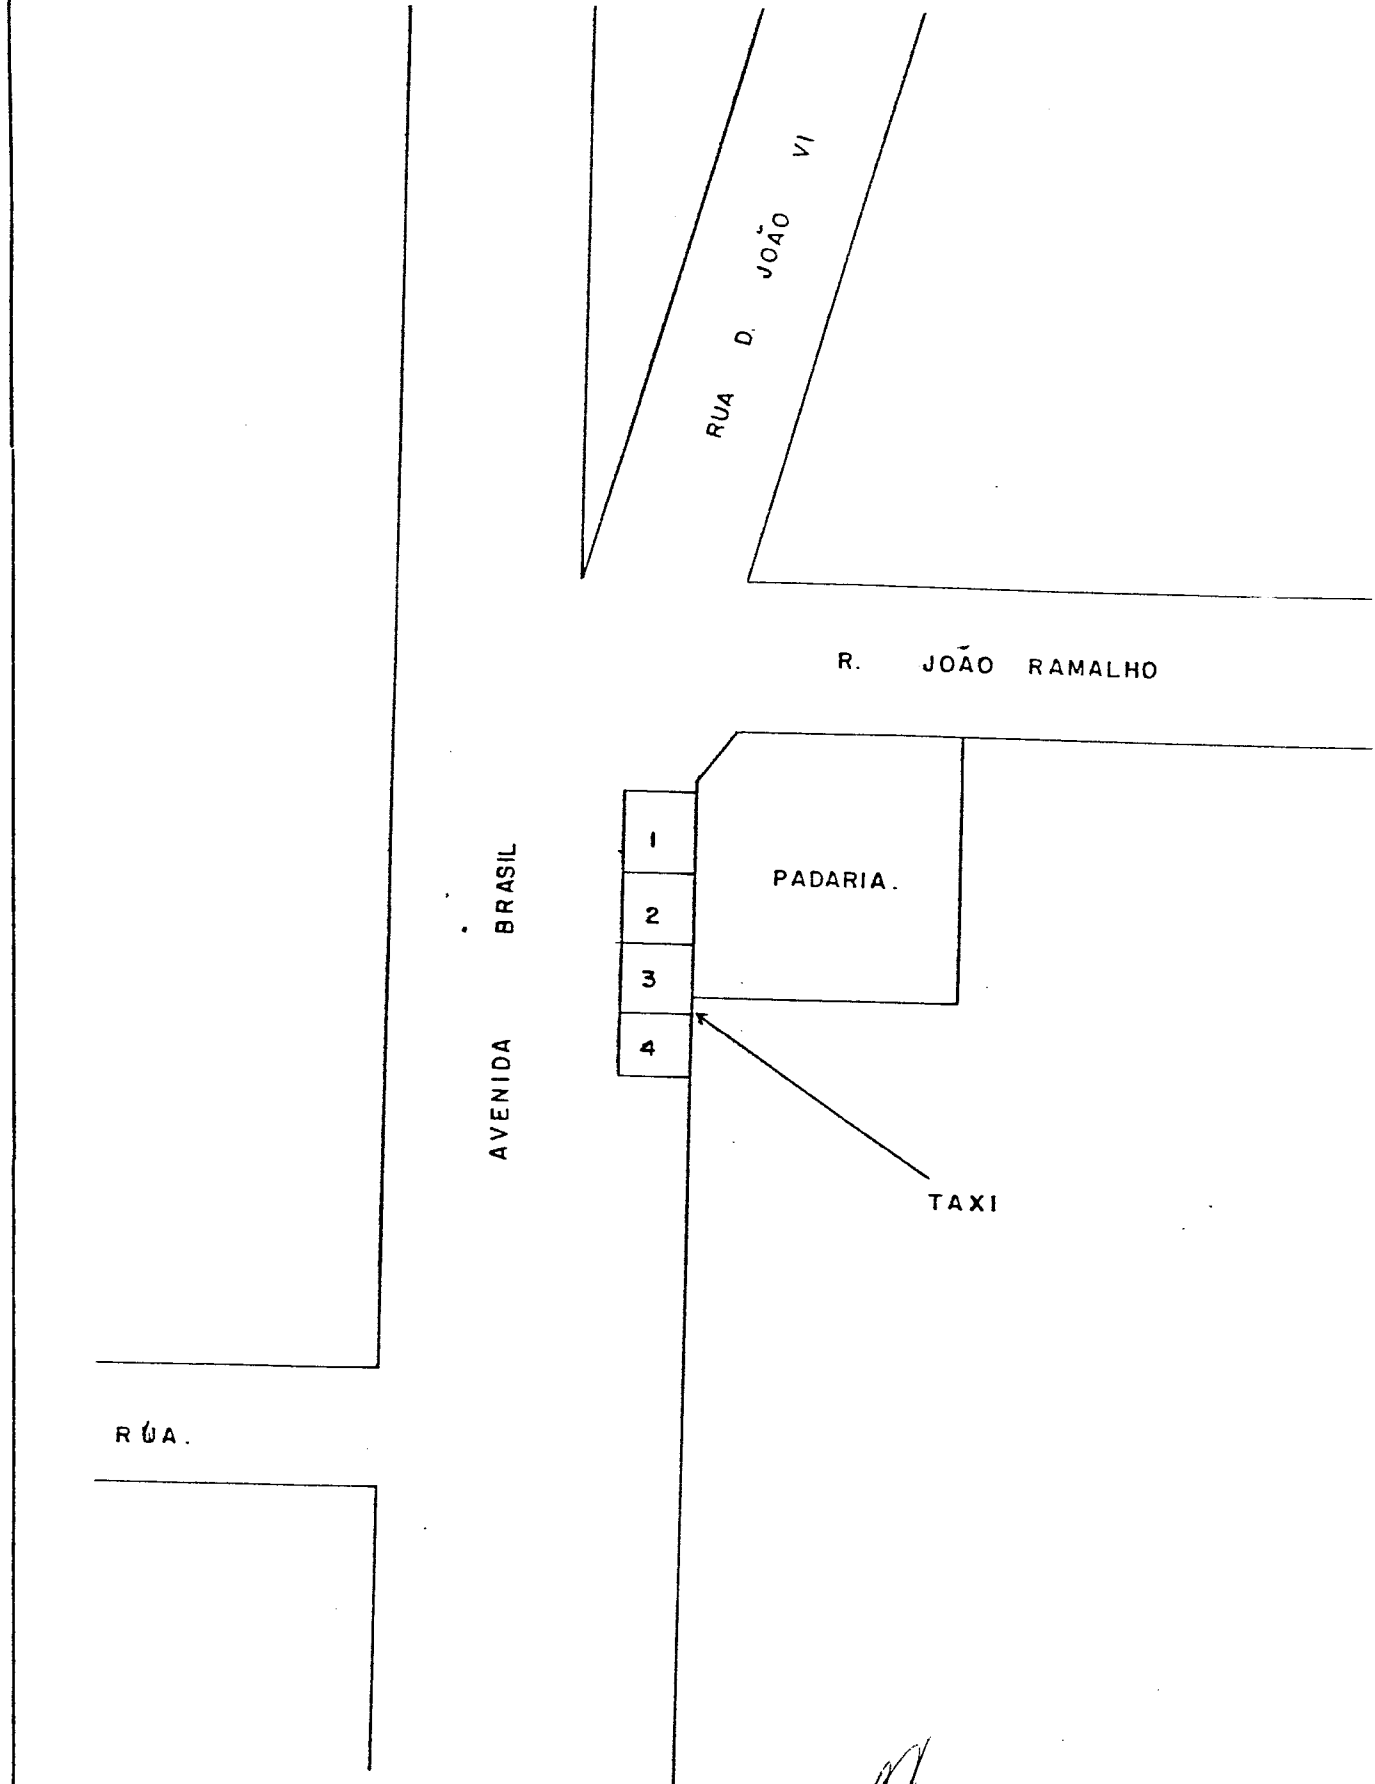 RUA D. JOÃO VI
R. JOÃO RAMALHO
AVENIDA BRASIL
1
2
3
4
PADARIA.
TAXI
RUA.